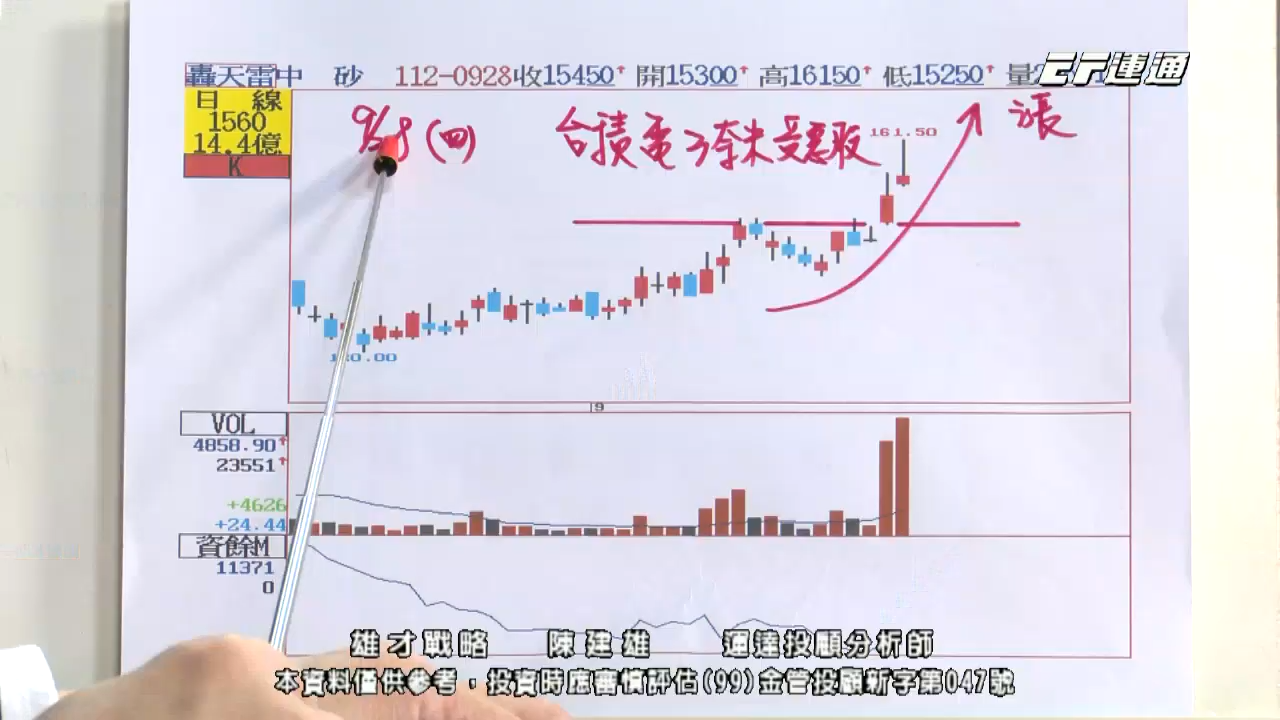 轟天雷中 砂 112-0928收15450↑ 開15300↑ 高16150↑ 低15250↑ 量
EF運通
日 線
1560
14.4億
K
9/28(四)
台積電3奈米受惠股
漲
161.50
9
VOL
4858.90↑
23551↑
+4626
+24.44
資餘M
11371
0
雄才戰略 陳建雄 運達投顧分析師
本資料僅供參考，投資時應審慎評估(99)金管投顧新字第047號